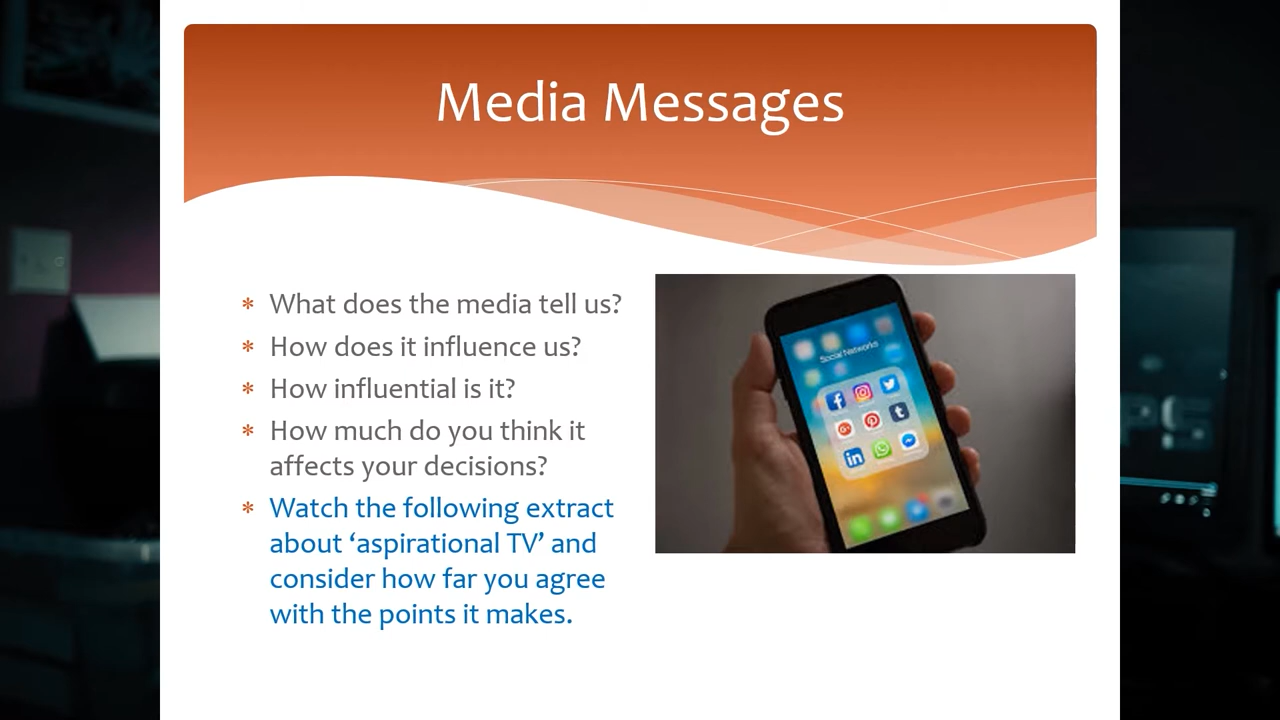 Media Messages
* What does the media tell us?
* How does it influence us?
* How influential is it?
* How much do you think it
affects your decisions?
* Watch the following extract
about ‘aspirational TV’ and
consider how far you agree
with the points it makes.
Social Networks